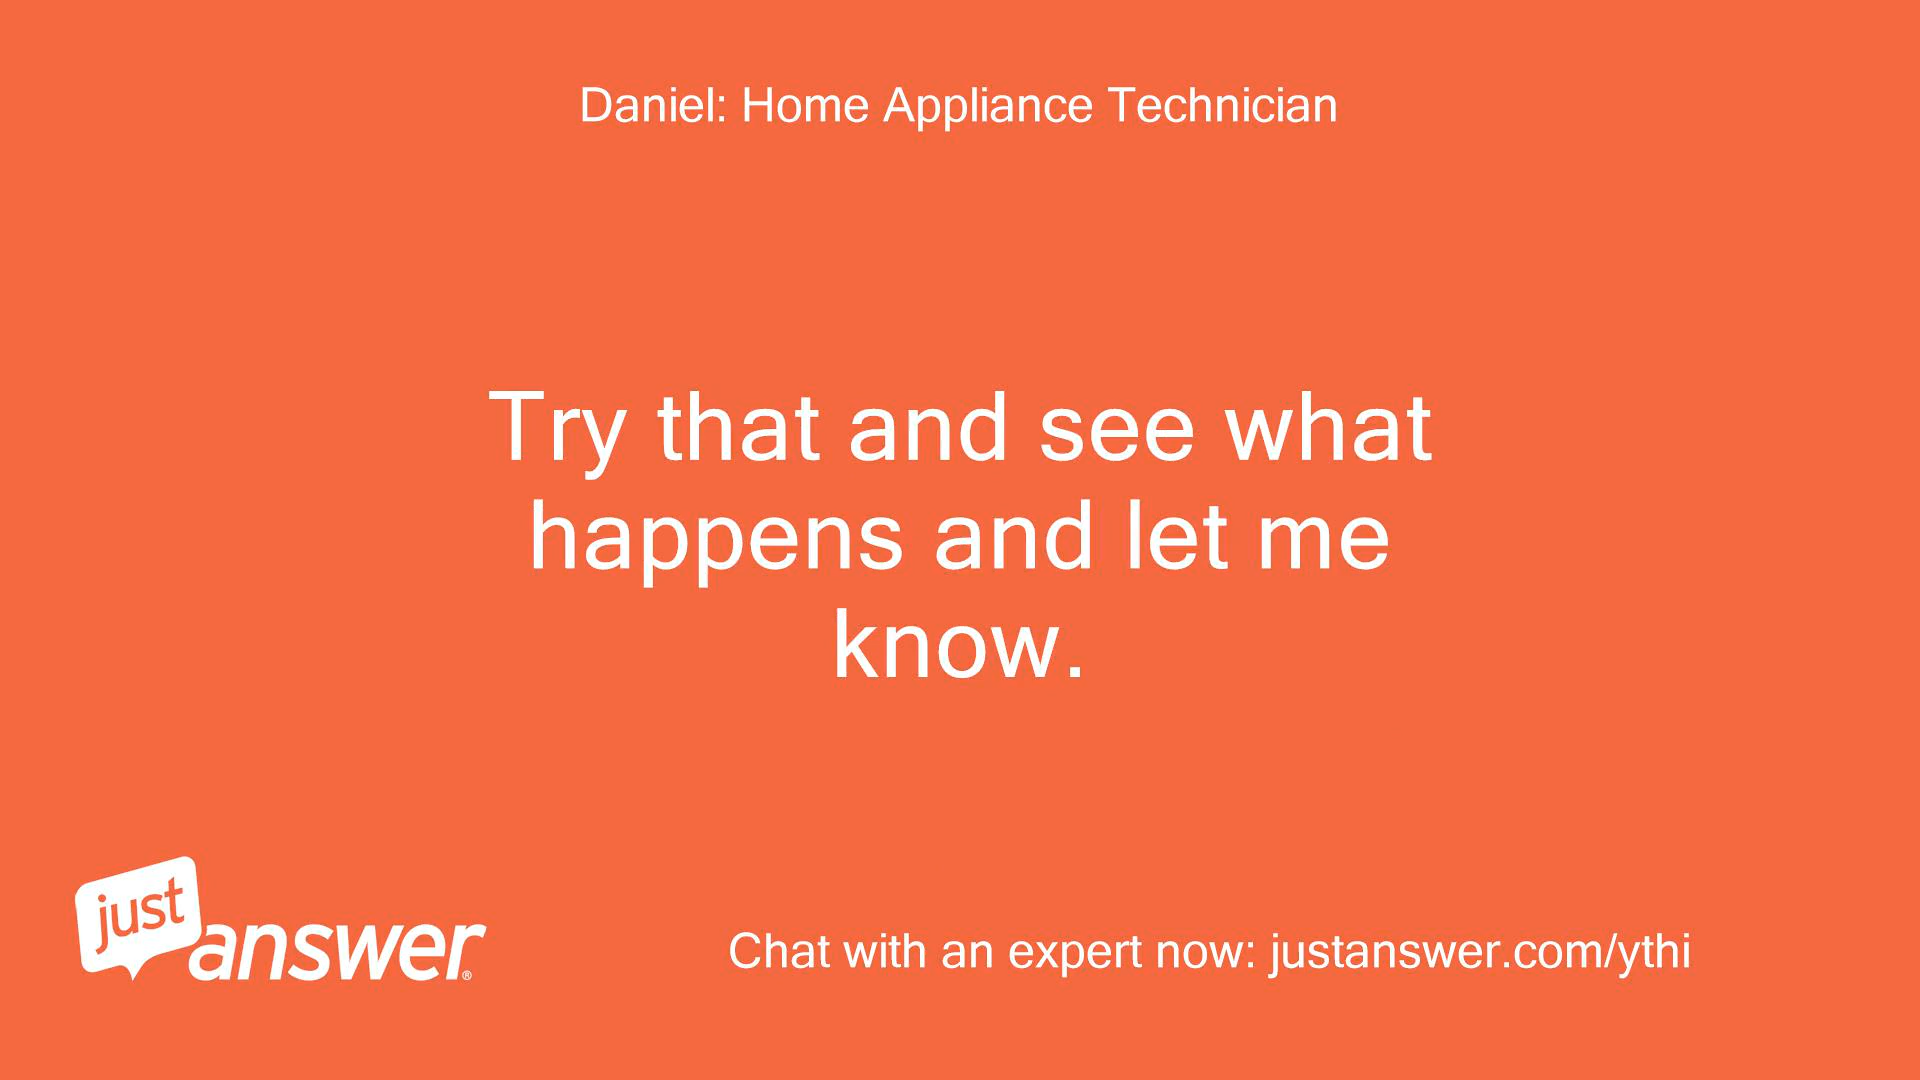 Daniel: Home Appliance Technician
Try that and see what
happens and let me
know.
just
answer®
Chat with an expert now: justanswer.com/ythi